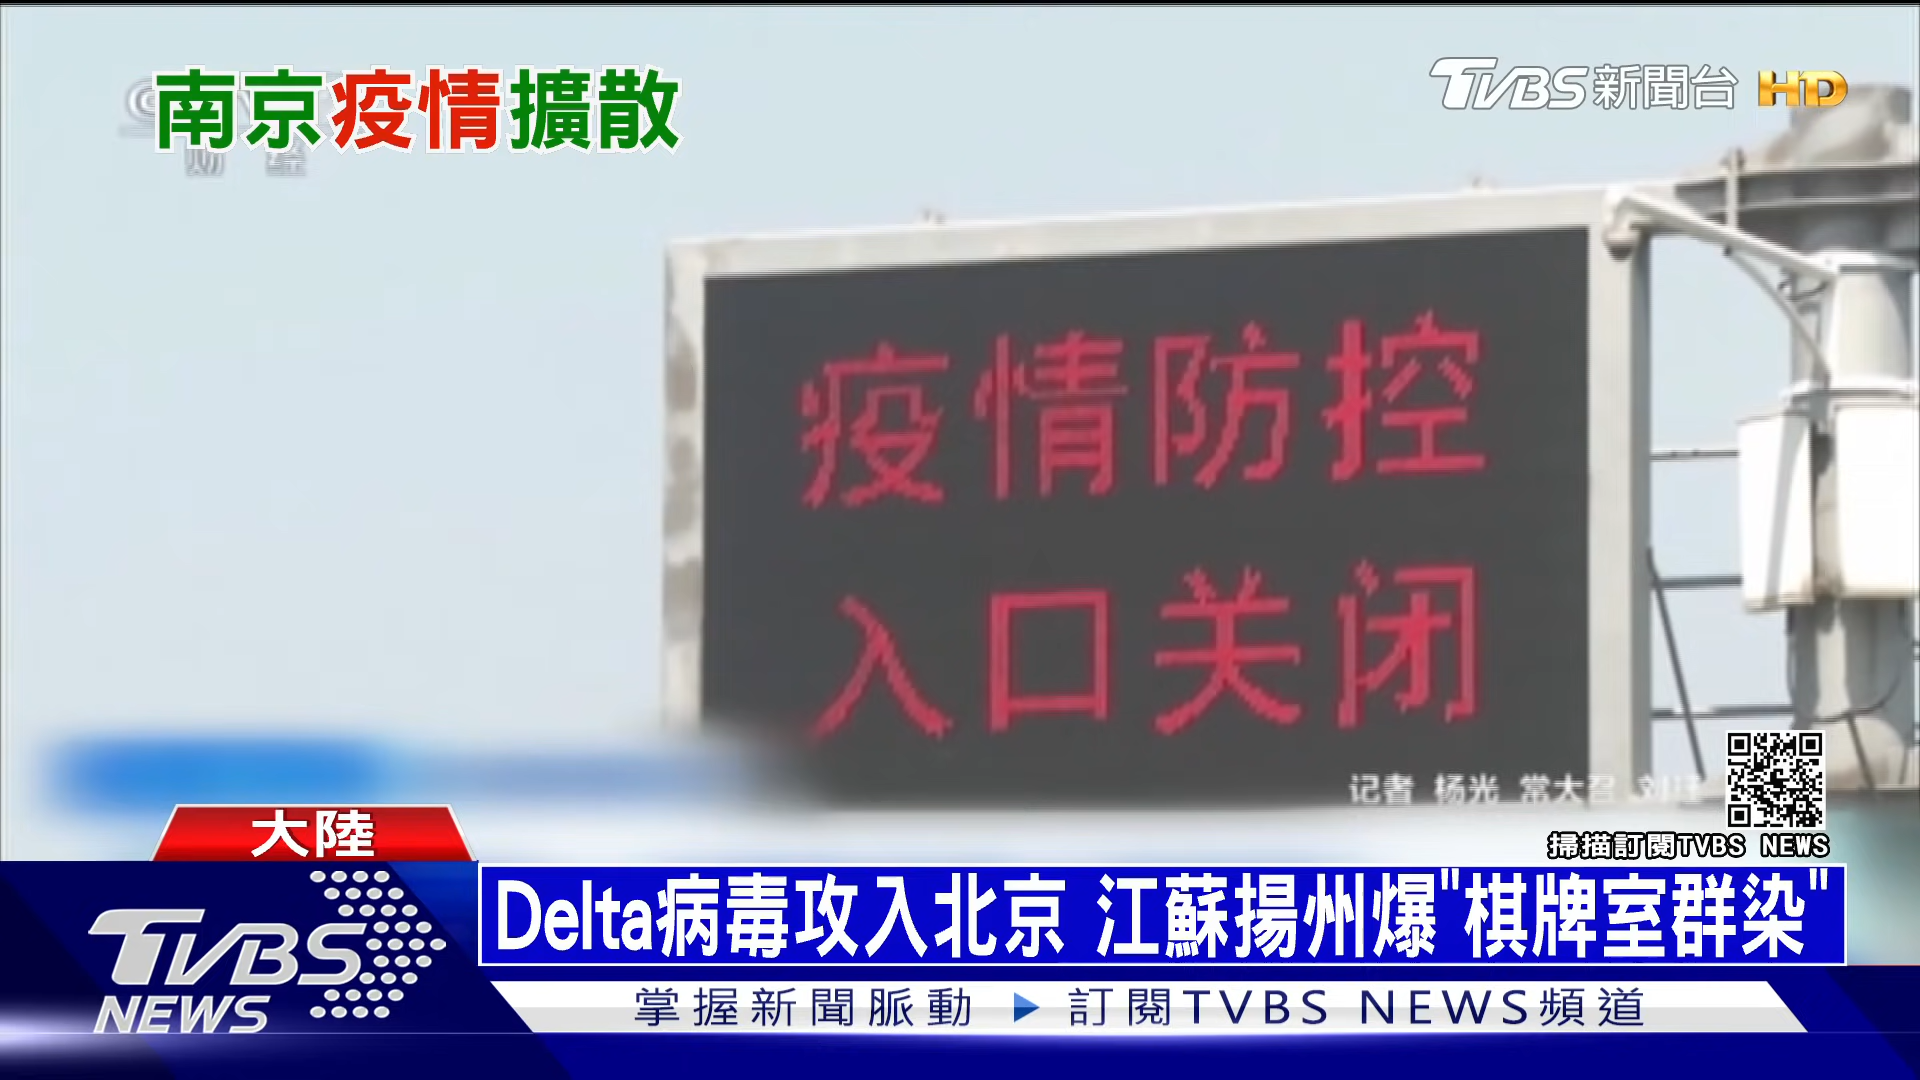 南京疫情擴散
财 经
TVBS新聞台 HD
疫情防控
入口关闭
记者 杨光 常大召 刘
掃描訂閱TVBS NEWS
大陸
Delta病毒攻入北京 江蘇揚州爆"棋牌室群染"
TVBS NEWS
掌握新聞脈動 ▶ 訂閱TVBS NEWS頻道